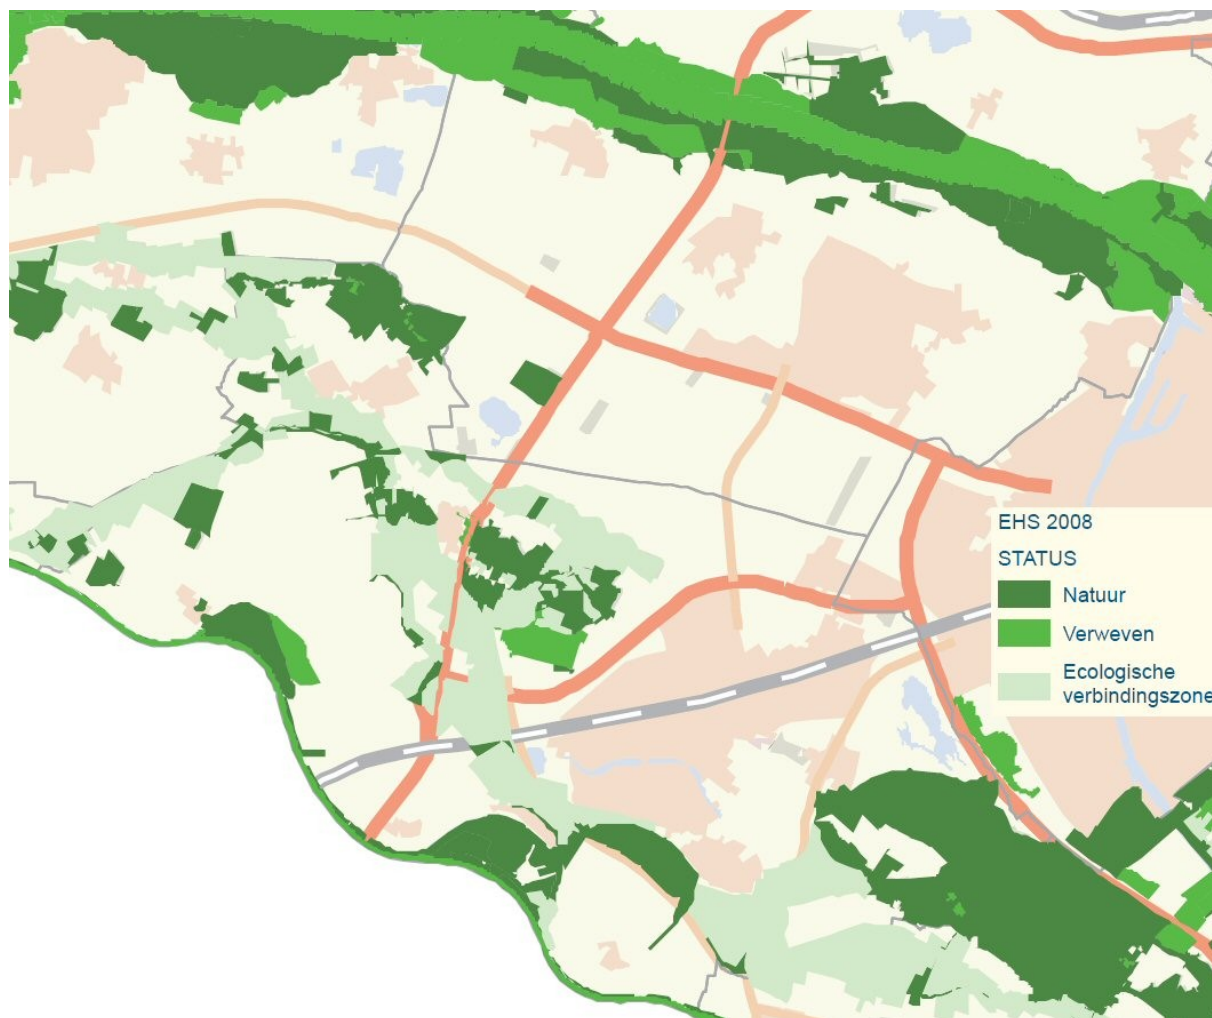 EHS 2008
STATUS
Natuur
Verweven
Ecologische
verbindingszone